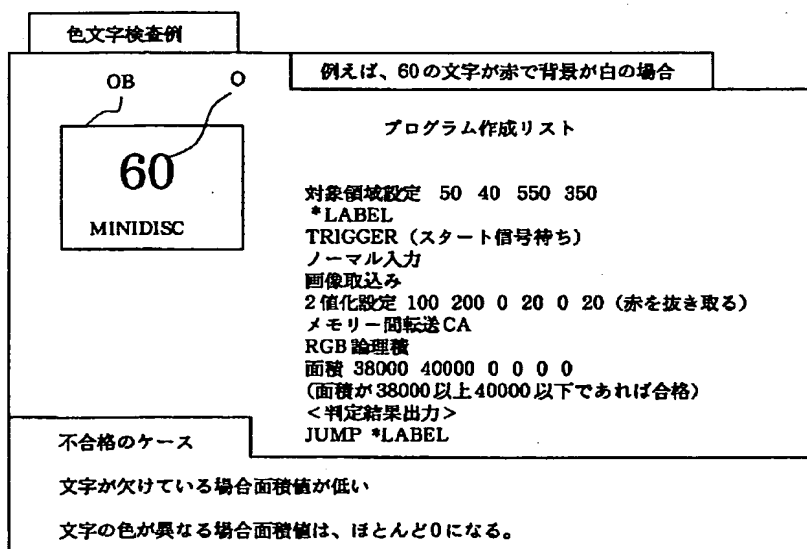 色文字検査例
例えば、60の文字が赤で背景が白の場合
OB
O
60
MINIDISC
プログラム作成リスト
対象領域設定 50 40 550 350
*LABEL
TRIGGER（スタート信号待ち）
ノーマル入力
画像取込み
2値化設定 100 200 0 20 0 20（赤を抜き取る）
メモリー間転送CA
RGB論理積
面積 38000 40000 0 0 0 0
(面積が38000以上40000以下であれば合格)
<判定結果出力>
JUMP *LABEL
不合格のケース
文字が欠けている場合面積値が低い
文字の色が異なる場合面積値は、ほとんど0になる。